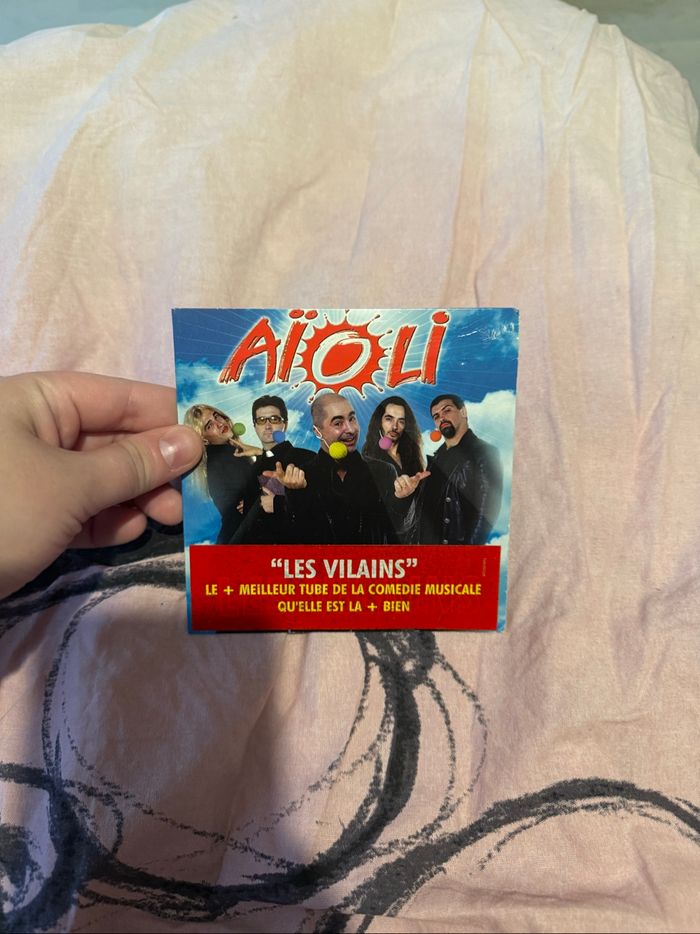 AÏOLI
“LES VILAINS”
LE + MEILLEUR TUBE DE LA COMEDIE MUSICALE
QU'ELLE EST LA + BIEN